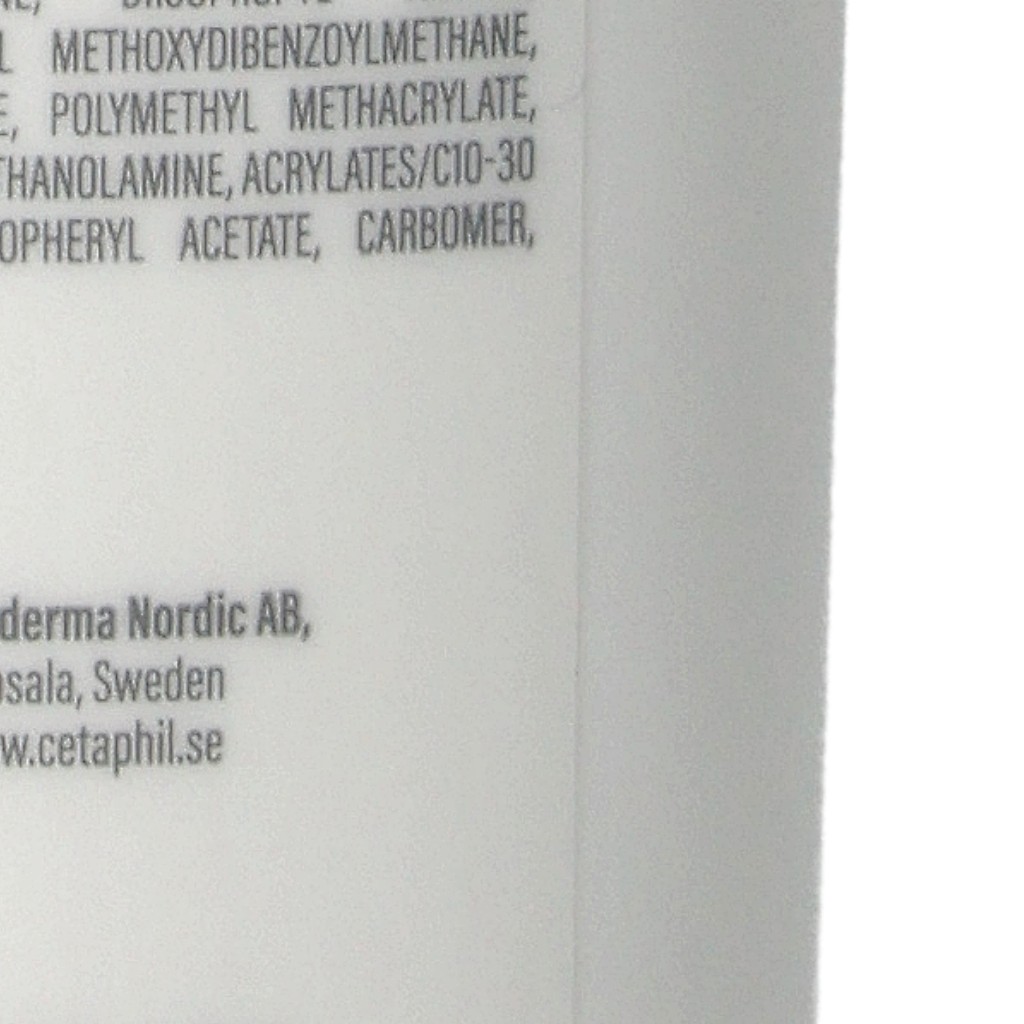 METHOXYDIBENZOYLMETHANE,
POLYMETHYL METHACRYLATE,
THANOLAMINE, ACRYLATES/C10-30
OPHERYL ACETATE, CARBOMER,
derma Nordic AB,
sala, Sweden
w.cetaphil.se